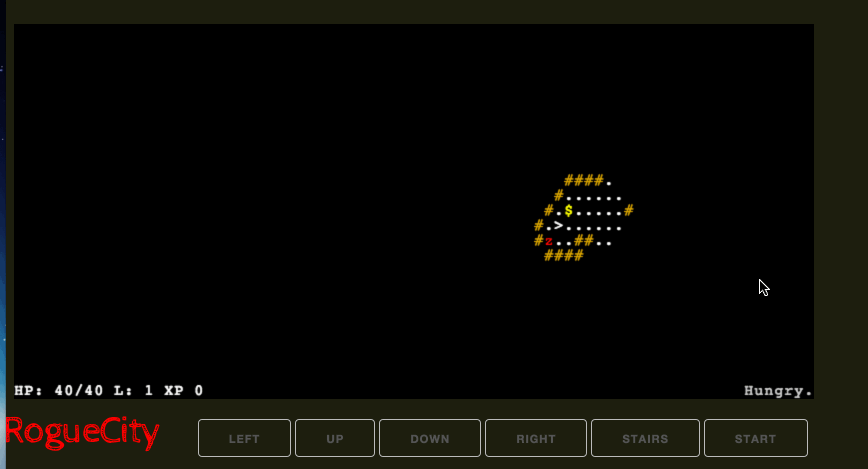 ####.
#......
#.$.....#
#.>......
#z..##..
####
HP: 40/40 L: 1 XP 0 Hungry.
RogueCity LEFT UP DOWN RIGHT STAIRS START